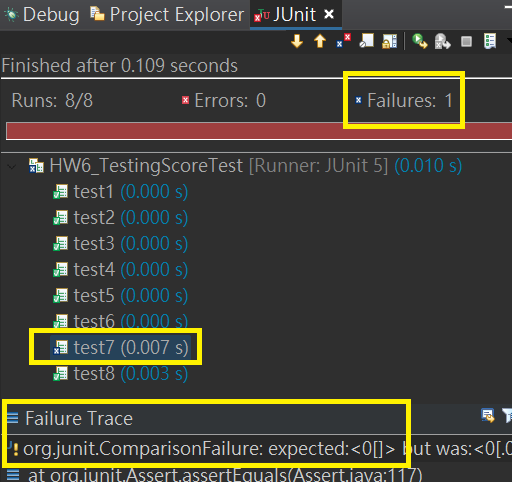 Debug Project Explorer JUnit
Finished after 0.109 seconds
Runs: 8/8 Errors: 0 Failures: 1
HW6_TestingScoreTest [Runner: JUnit 5] (0.010 s)
test1 (0.000 s)
test2 (0.000 s)
test3 (0.000 s)
test4 (0.000 s)
test5 (0.000 s)
test6 (0.000 s)
test7 (0.007 s)
test8 (0.003 s)
Failure Trace
org.junit.ComparisonFailure: expected:<0[]> but was:<0[.0
at org.junit.Assert.assertEquals(Assert.java:117)